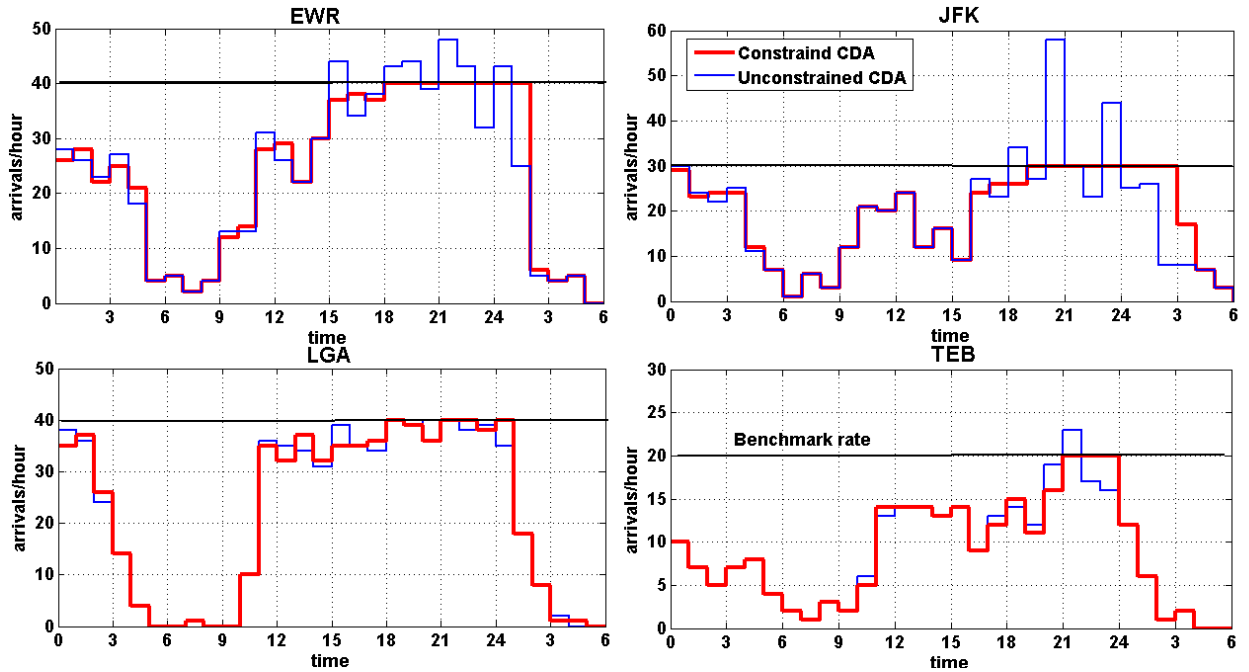 EWR
50
40
30
20
10
0
arrivals/hour
3 6 9 12 15 18 21 24 3 6
time
JFK
60
50
40
30
20
10
0
arrivals/hour
Constraind CDA
Unconstrained CDA
0 3 6 9 12 15 18 21 24 3 6
time
LGA
50
40
30
20
10
0
arrivals/hour
0 3 6 9 12 15 18 21 24 3 6
time
TEB
30
25
20
15
10
5
0
arrivals/hour
Benchmark rate
0 3 6 9 12 15 18 21 24 3 6
time